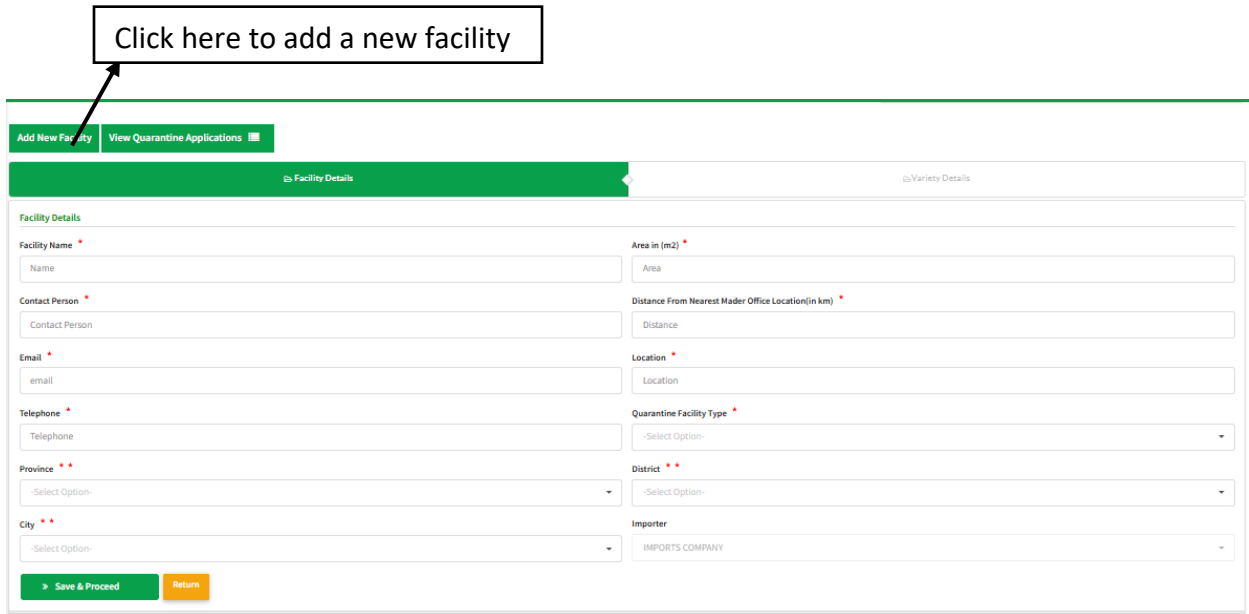 Click here to add a new facility
Add New Facility View Quarantine Applications
Facility Details Variety Details
Facility Details
Facility Name * Area in (m2) *
Name Area
Contact Person * Distance From Nearest Mader Office Location(in km) *
Contact Person Distance
Email * Location *
email Location
Telephone * Quarantine Facility Type *
Telephone -Select Option-
Province * * District * *
-Select Option- -Select Option-
City * * Importer
-Select Option- IMPORTS COMPANY
» Save & Proceed Return